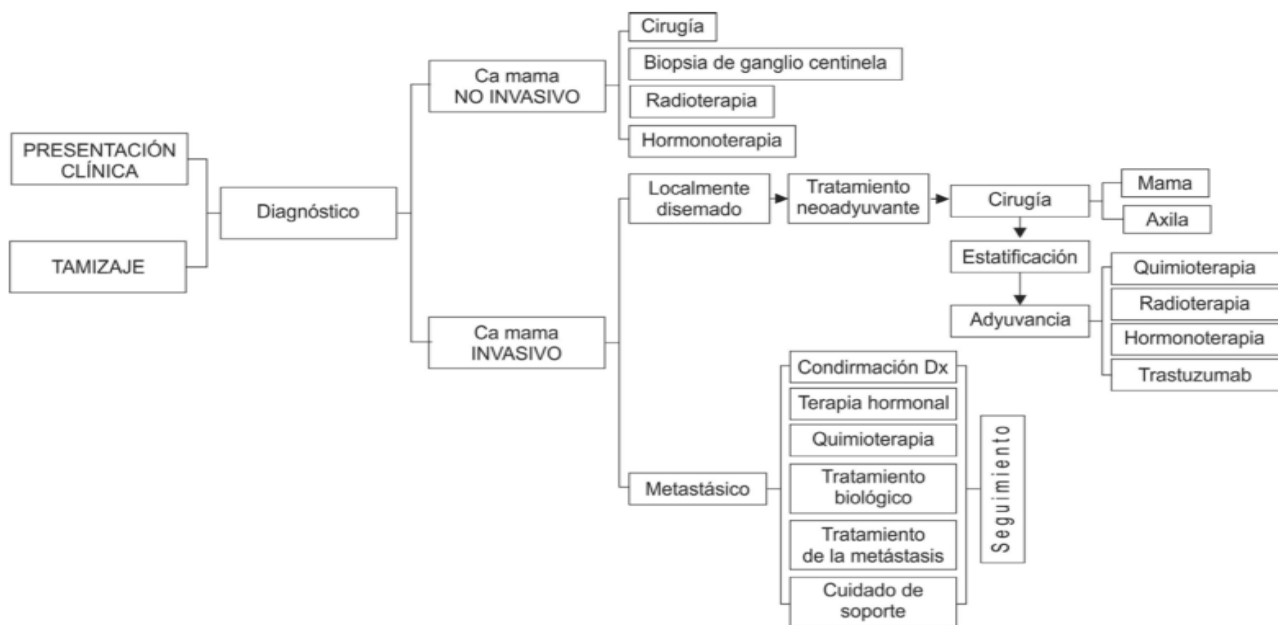 PRESENTACIÓN
CLÍNICA
TAMIZAJE
Diagnóstico
Ca mama
NO INVASIVO
Cirugía
Biopsia de ganglio centinela
Radioterapia
Hormonoterapia
Ca mama
INVASIVO
Localmente
disemado
Tratamiento
neoadyuvante
Cirugía
Mama
Axila
Estatificación
Adyuvancia
Quimioterapia
Radioterapia
Hormonoterapia
Trastuzumab
Metastásico
Condirmación Dx
Terapia hormonal
Quimioterapia
Tratamiento
biológico
Tratamiento
de la metástasis
Cuidado de
soporte
Seguimiento